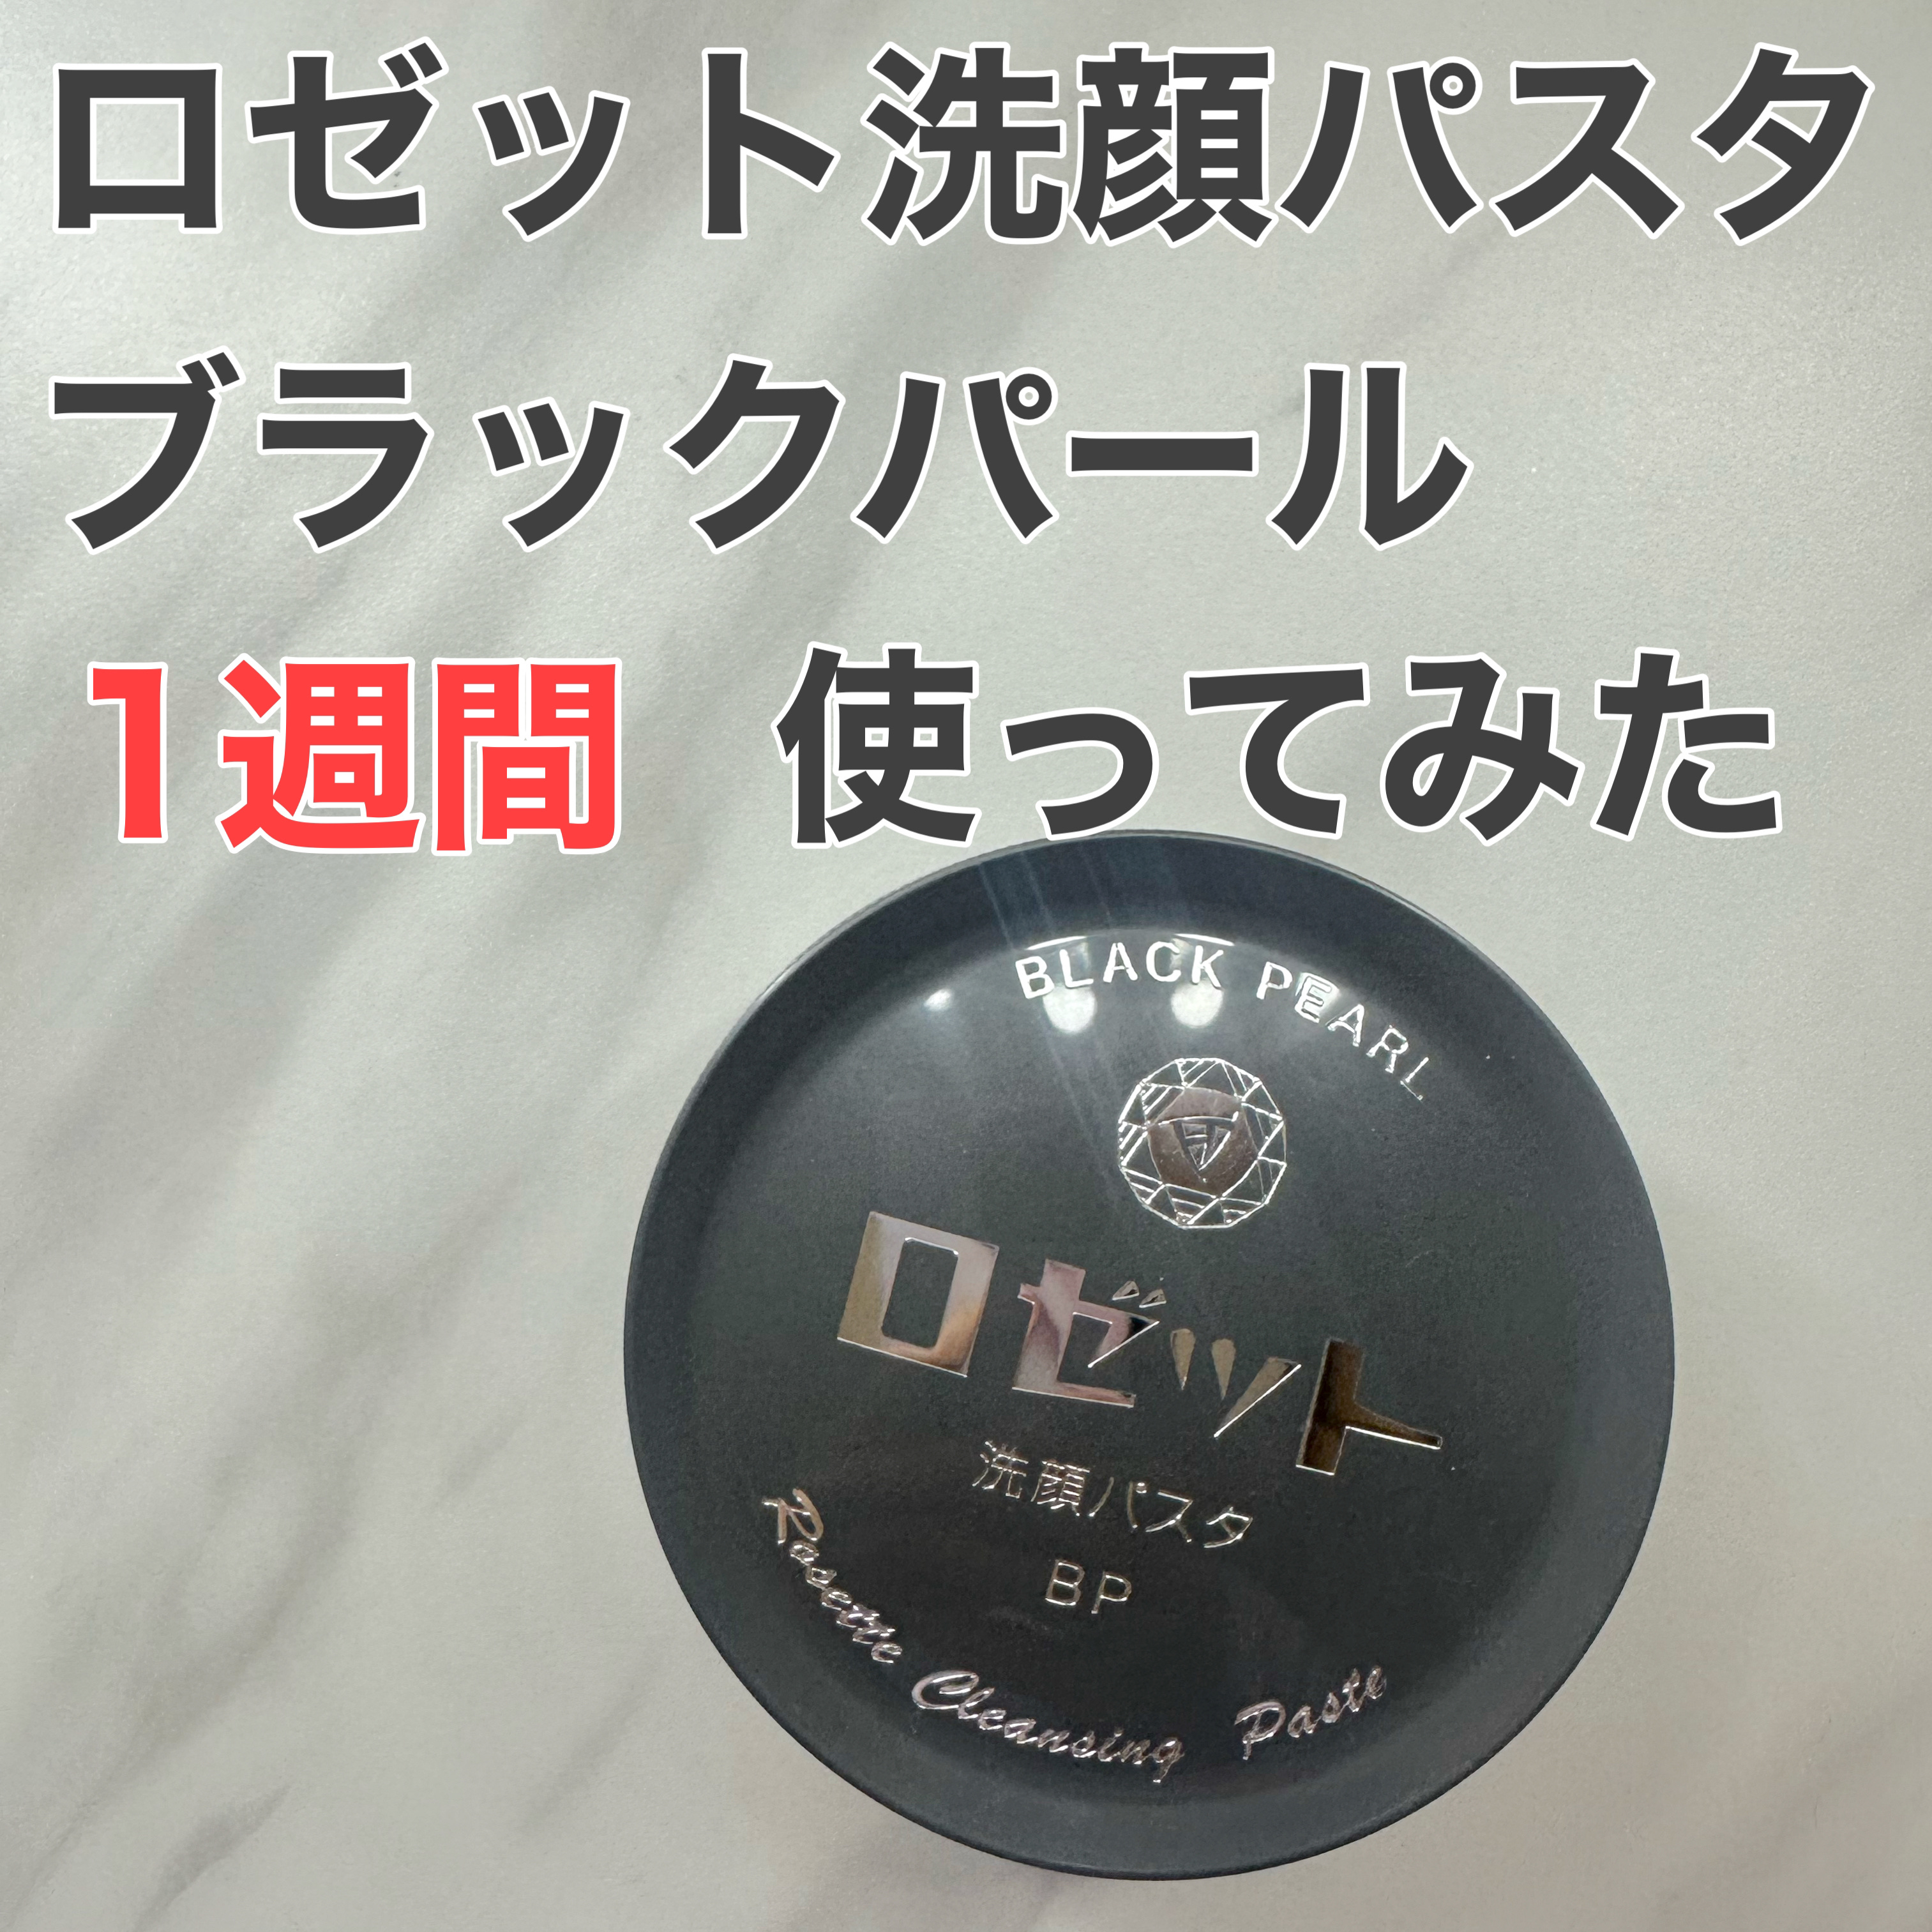 ロゼット洗顔パスタ
ブラックパール
1週間 使ってみた
BLACK PEARL
ロゼット
洗顔パスタ
BP
Rosette Cleansing Paste